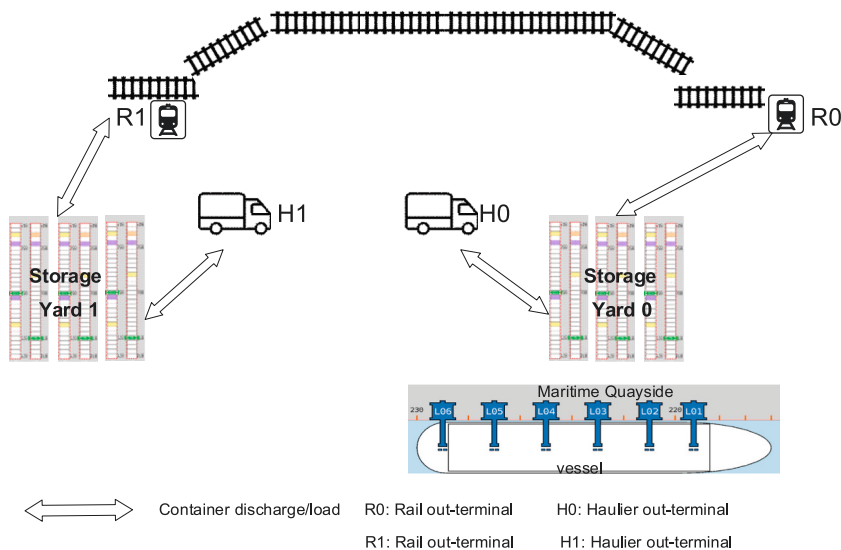 R1
R0
H1
H0
Storage
Yard 1
Storage
Yard 0
Maritime Quayside
230
220
L06
L05
L04
L03
L02
L01
vessel
Container discharge/load
R0: Rail out-terminal
H0: Haulier out-terminal
R1: Rail out-terminal
H1: Haulier out-terminal